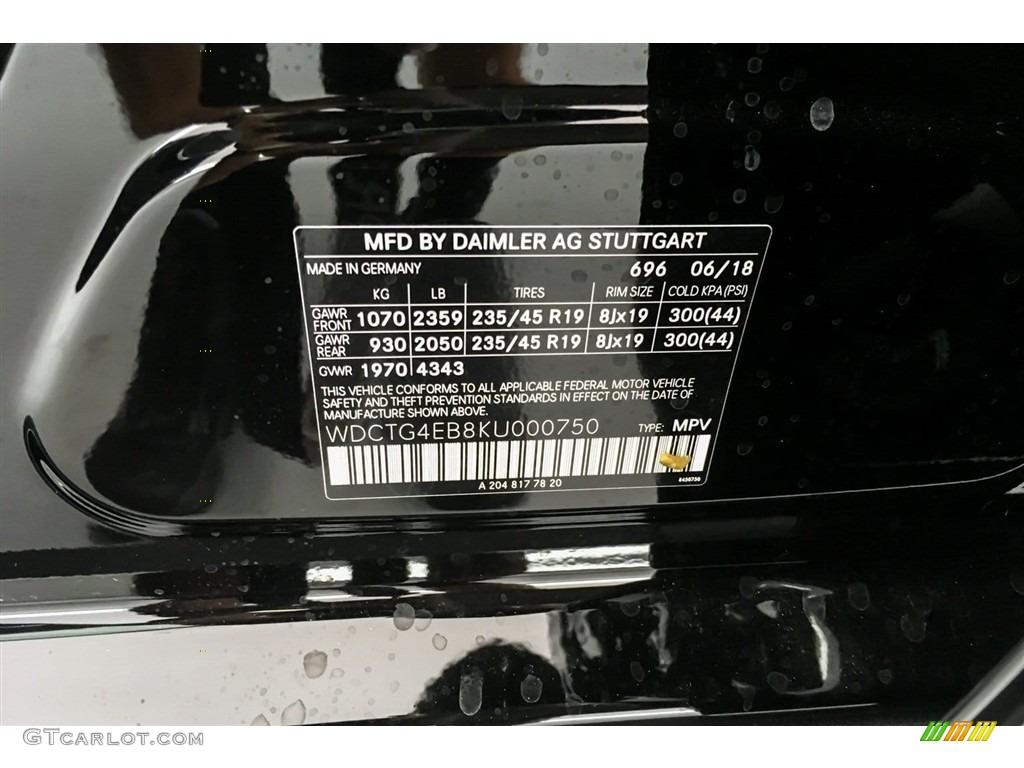 MFD BY DAIMLER AG STUTTGART
MADE IN GERMANY 696 06/18
KG LB TIRES RIM SIZE COLD KPA (PSI)
GAWR FRONT 1070 2359 235/45 R19 8Jx19 300(44)
GAWR REAR 930 2050 235/45 R19 8Jx19 300(44)
GVWR 1970 4343
THIS VEHICLE CONFORMS TO ALL APPLICABLE FEDERAL MOTOR VEHICLE
SAFETY AND THEFT PREVENTION STANDARDS IN EFFECT ON THE DATE OF
MANUFACTURE SHOWN ABOVE.
WDCTG4EB8KU000750 TYPE: MPV
A 204 817 78 20
GTCarLot.com